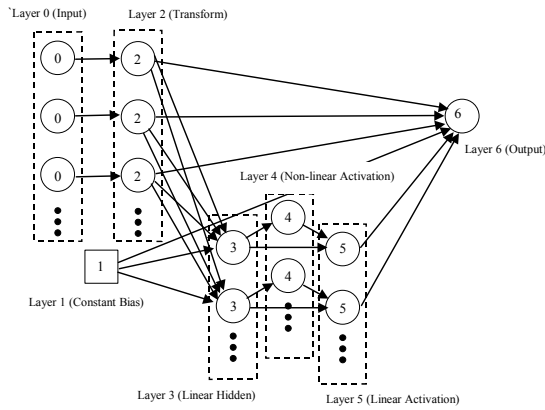 `Layer 0 (Input)
Layer 2 (Transform)
0
2
0
2
6
Layer 6 (Output)
0
2
Layer 4 (Non-linear Activation)
4
3
5
1
4
Layer 1 (Constant Bias)
3
5
Layer 3 (Linear Hidden)
Layer 5 (Linear Activation)